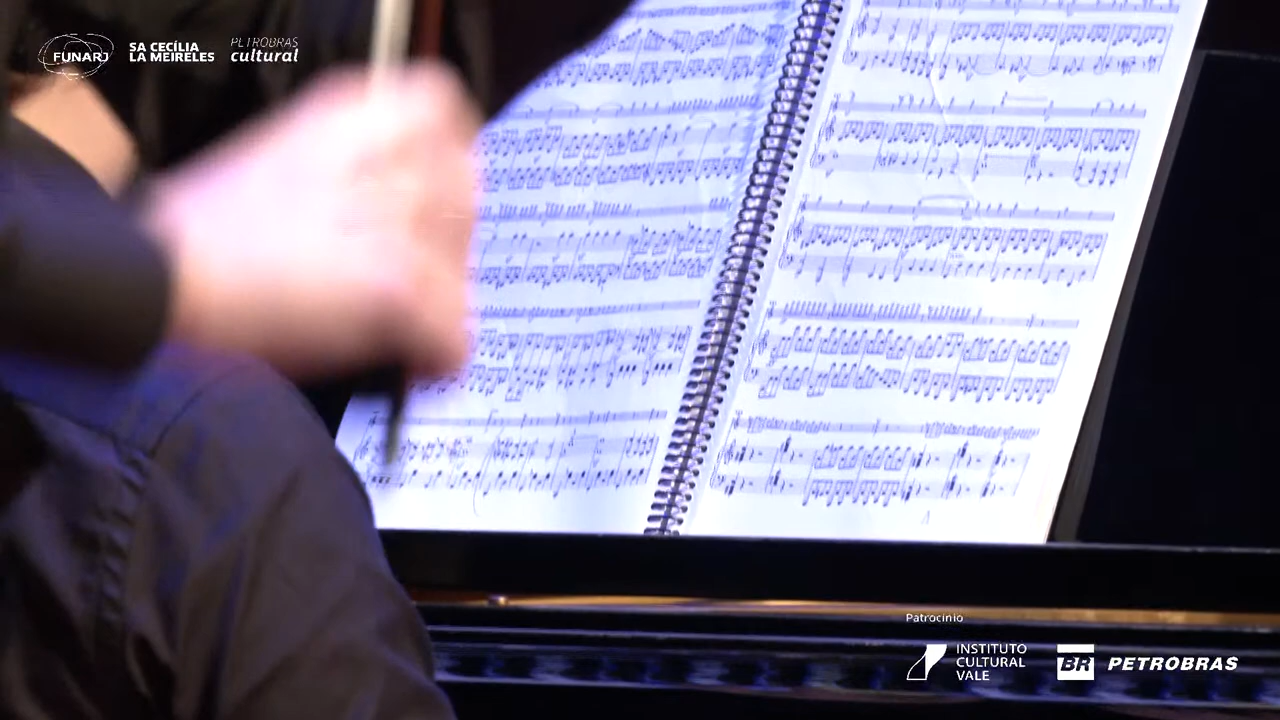 FUNARJ
SA CECÍLIA
LA MEIRELES
PETROBRAS
cultural
Patrocínio
INSTITUTO
CULTURAL
VALE
BR PETROBRAS